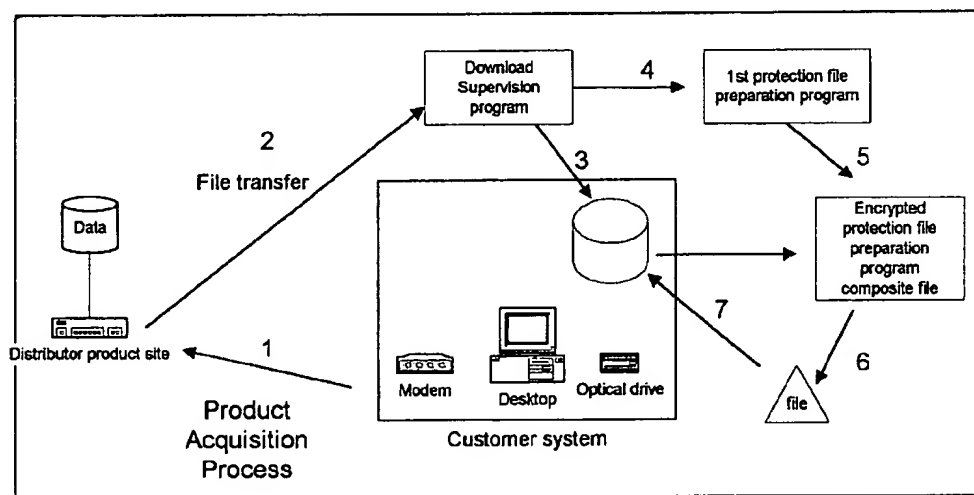 Download
Supervision
program
4
1st protection file
preparation program
2
File transfer
3
5
Data
Encrypted
protection file
preparation
program
composite file
Distributor product site
1
7
6
Modem
Desktop
Optical drive
file
Product
Acquisition
Process
Customer system